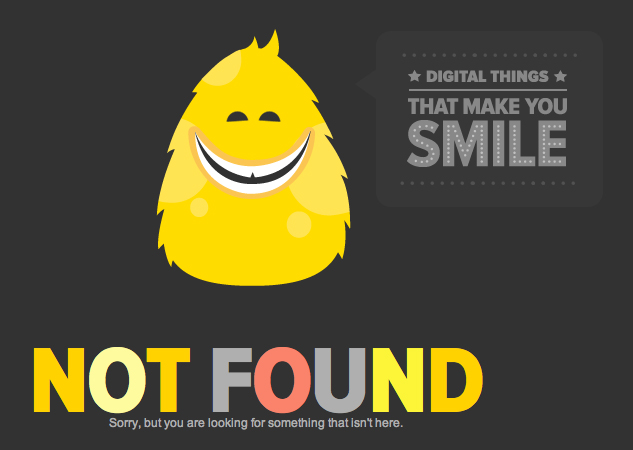 DIGITAL THINGS
THAT MAKE YOU
SMILE
NOT FOUND
Sorry, but you are looking for something that isn't here.